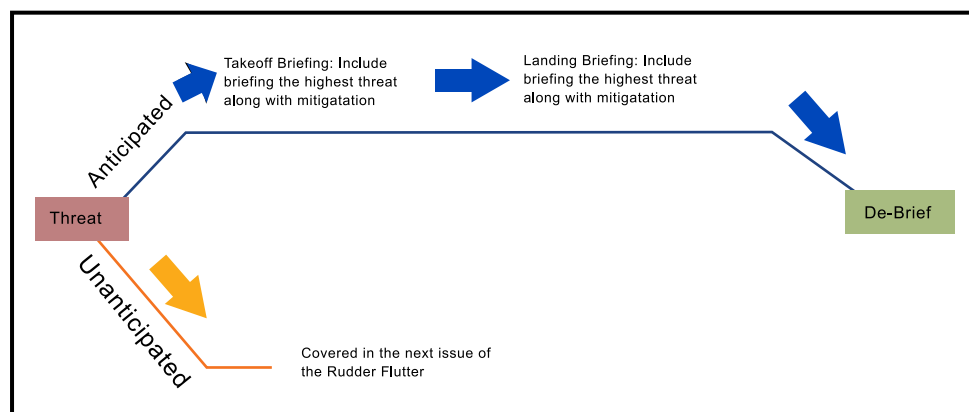 Takeoff Briefing: Include
briefing the highest threat
along with mitigatation
Landing Briefing: Include
briefing the highest threat
along with mitigatation
Anticipated
Threat
De-Brief
Unanticipated
Covered in the next issue of
the Rudder Flutter